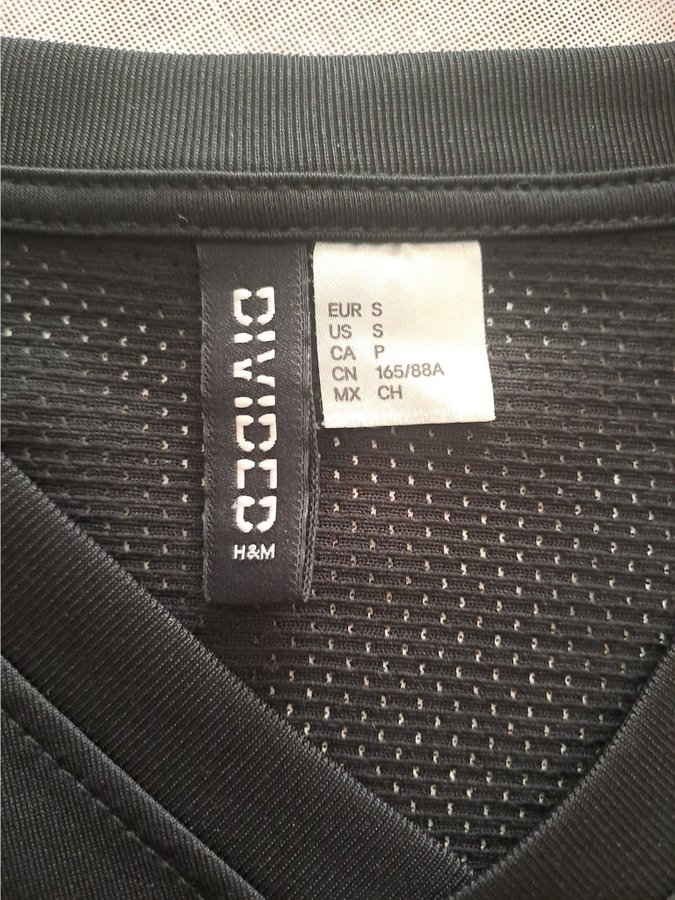 DIVIDED
H&M
EUR S
US S
CA P
CN 165/88A
MX CH